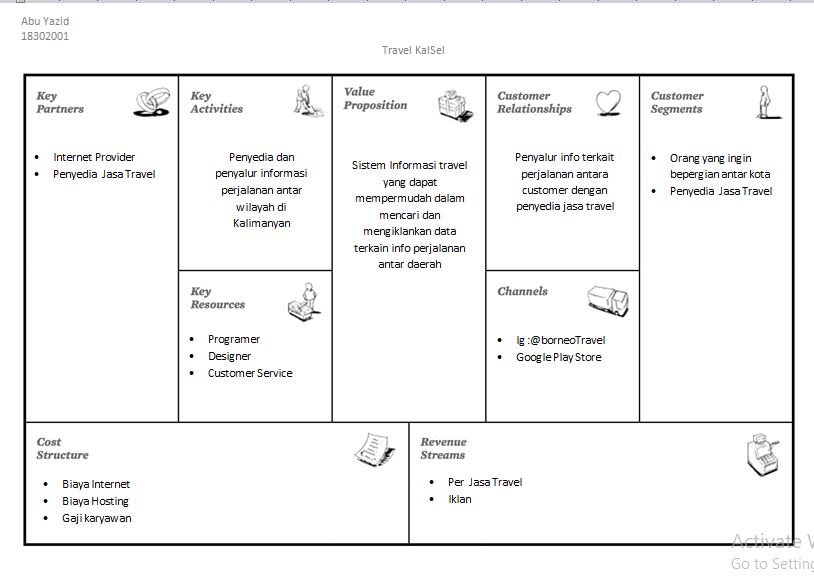 Abu Yazid
18302001
Travel KalSel
Key
Partners
Internet Provider
Penyedia Jasa Travel
Key
Activities
Penyedia dan
penyalur informasi
perjalanan antar
wilayah di
Kalimanyan
Key
Resources
Programer
Designer
Customer Service
Value
Proposition
Sistem Informasi travel
yang dapat
mempermudah dalam
mencari dan
mengiklankan data
terkain info perjalanan
antar daerah
Customer
Relationships
Penyalur info terkait
perjalanan antara
customer dengan
penyedia jasa travel
Channels
Ig :@borneoTravel
Google Play Store
Customer
Segments
Orang yang ingin
bepergian antar kota
Penyedia Jasa Travel
Cost
Structure
Biaya Internet
Biaya Hosting
Gaji karyawan
Revenue
Streams
Per Jasa Travel
Iklan
Activate
Go to Setting